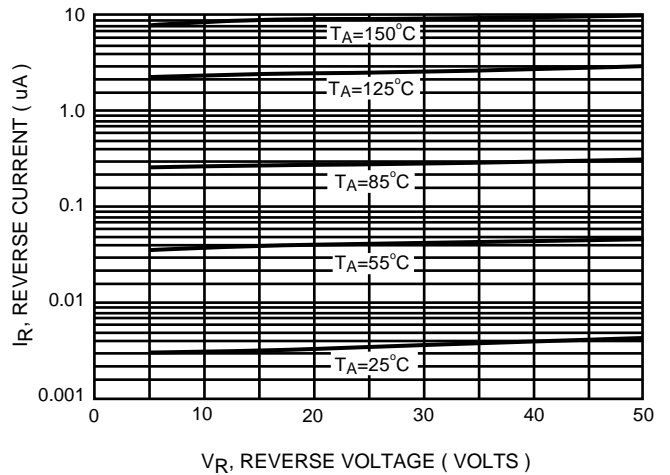 10
1.0
0.1
0.01
0.001
I_R, REVERSE CURRENT ( uA )
T_A=150°C
T_A=125°C
T_A=85°C
T_A=55°C
T_A=25°C
0 10 20 30 40 50
V_R, REVERSE VOLTAGE ( VOLTS )